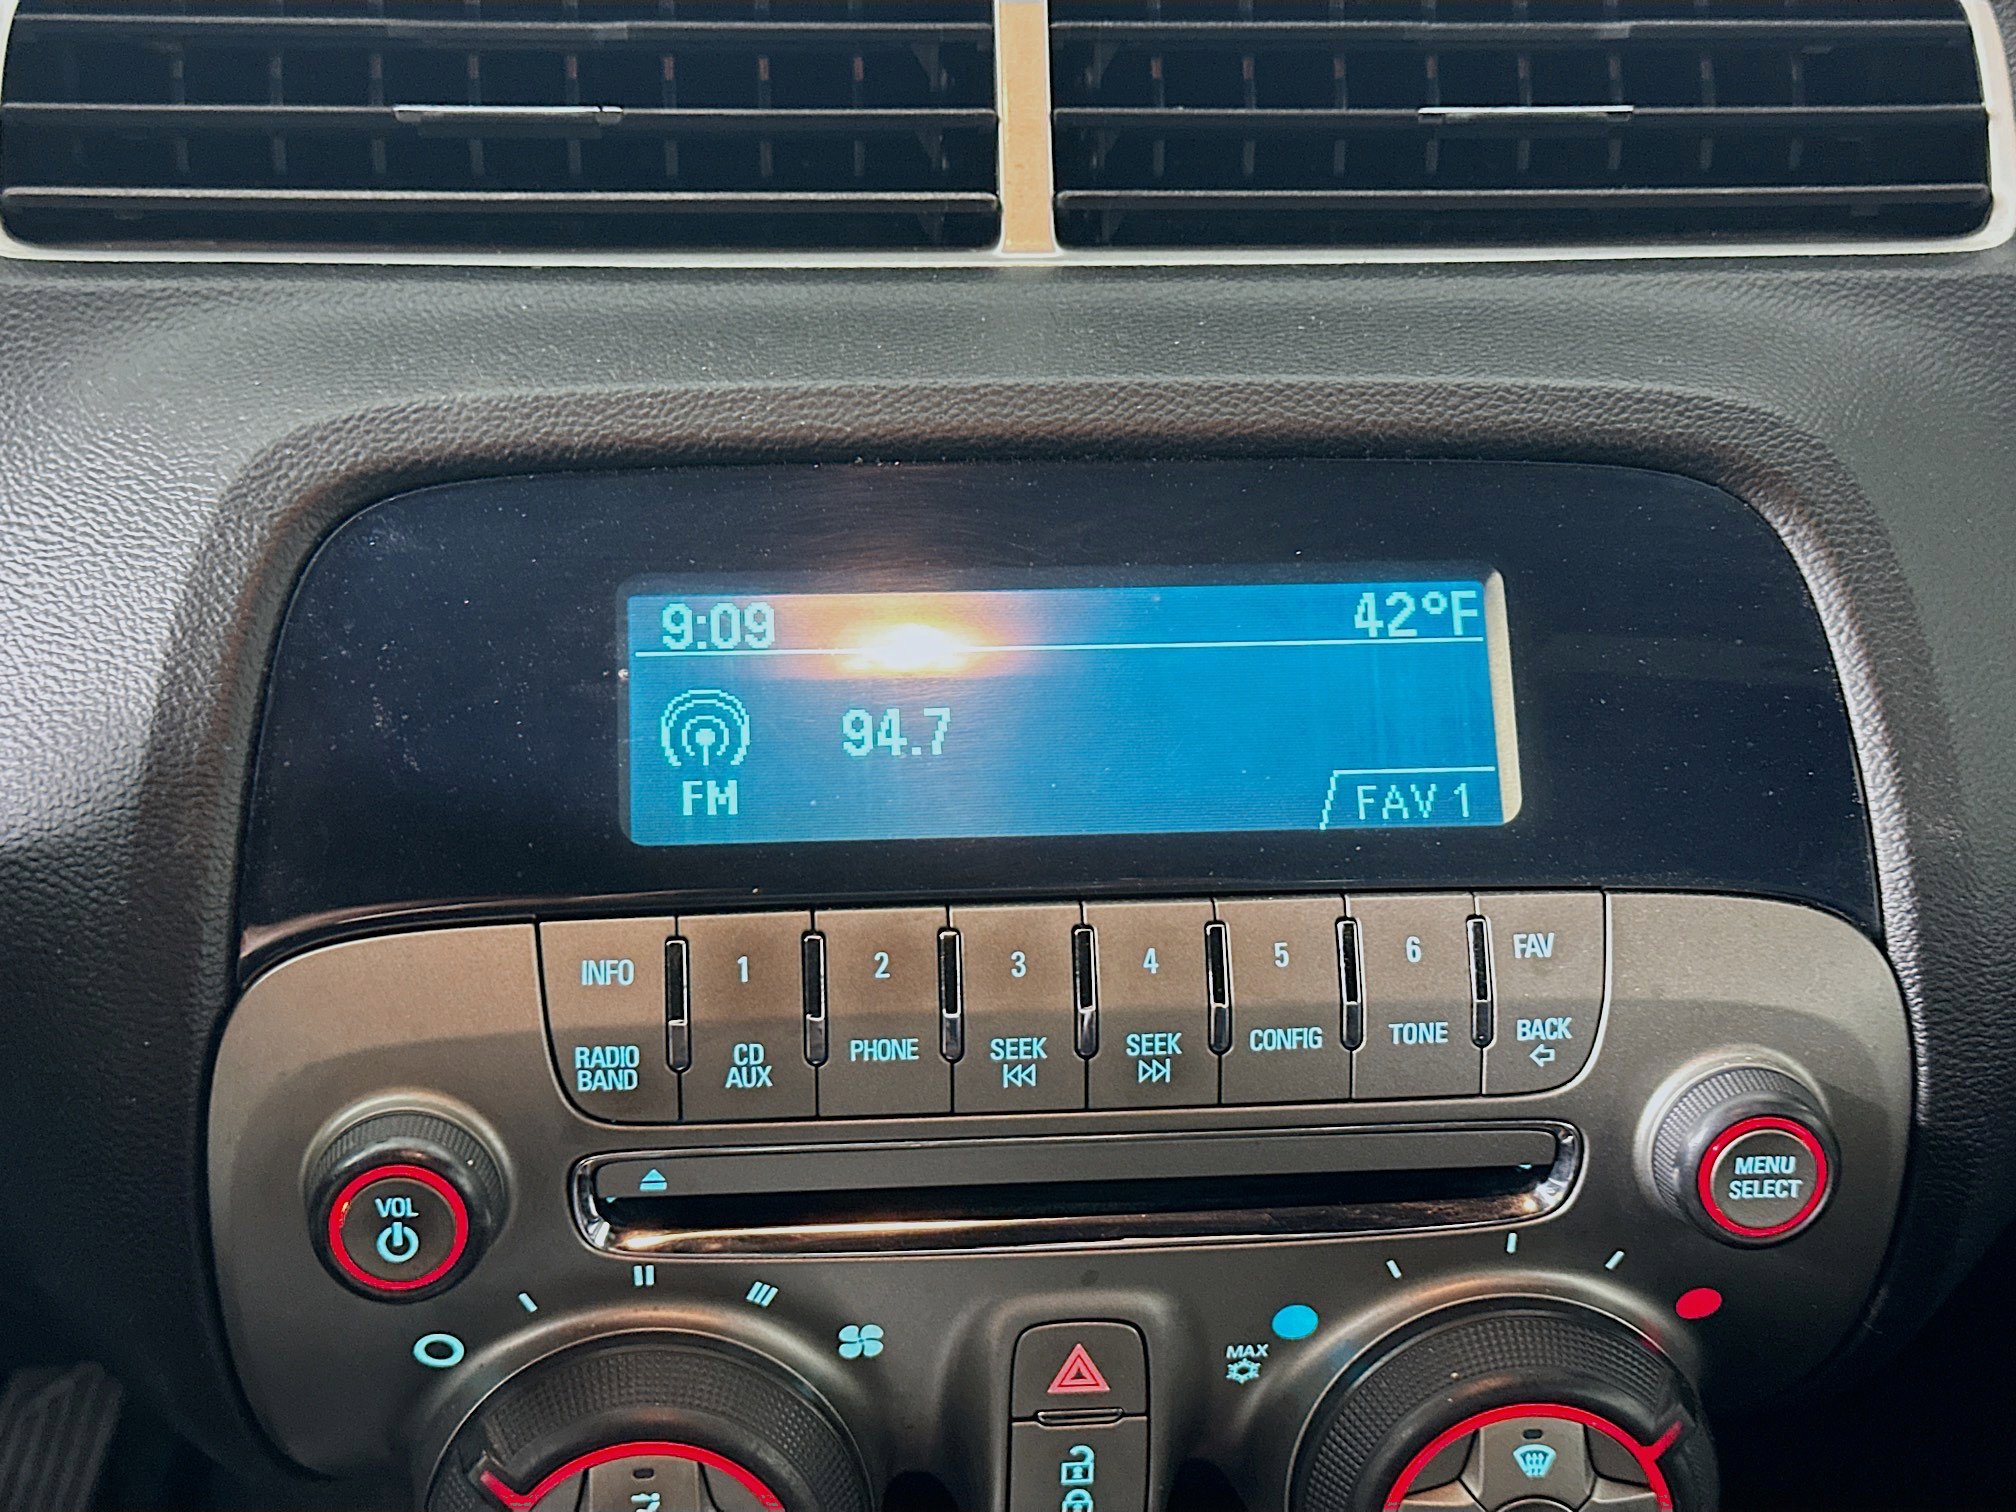 9:09 42°F
94.7
FM
FAV 1
INFO 1 2 3 4 5 6 FAV
RADIO BAND
CD AUX
PHONE
SEEK
SEEK
CONFIG
TONE
BACK
VOL
MENU SELECT
MAX